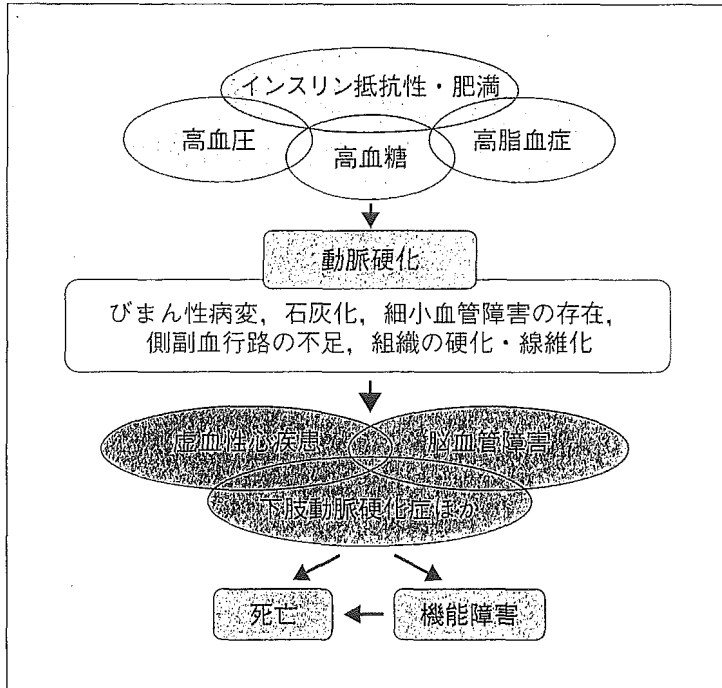 インスリン抵抗性・肥満
高血圧
高血糖
高脂血症
動脈硬化
びまん性病変，石灰化，細小血管障害の存在，
側副血行路の不足，組織の硬化・線維化
虚血性心疾患
脳血管障害
下肢動脈硬化症ほか
死亡
機能障害